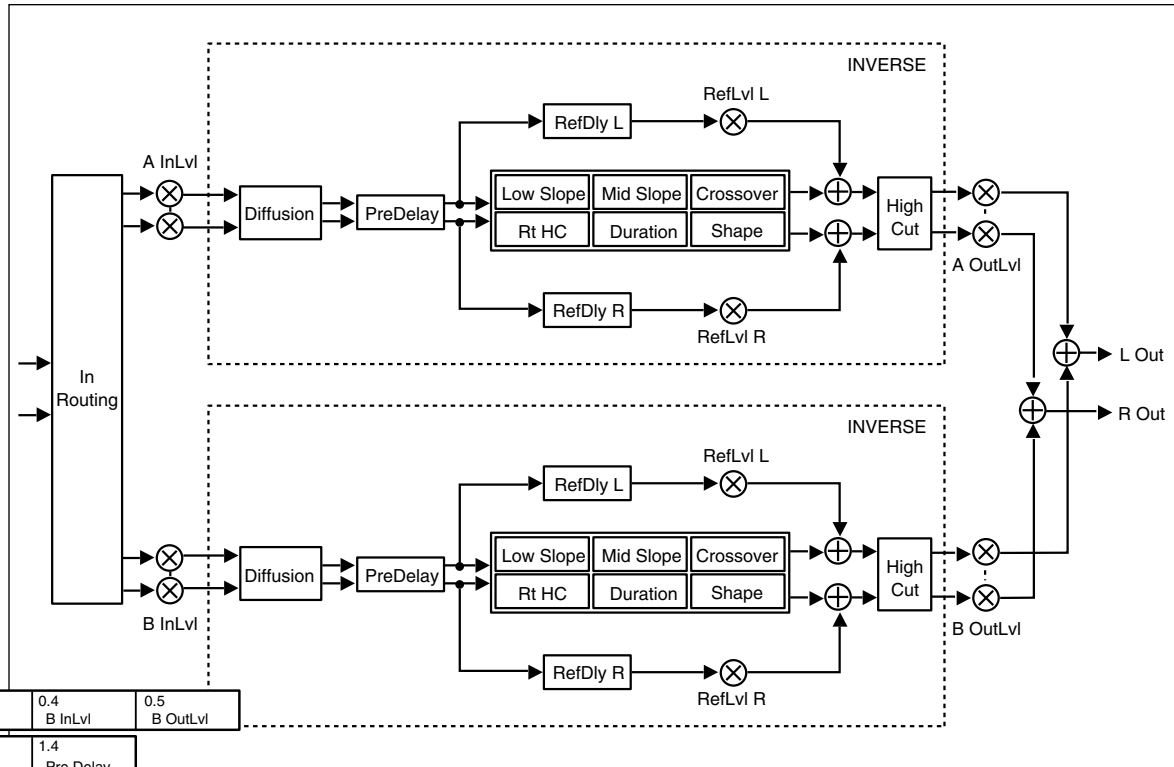 INVERSE
RefLvl L
RefDly L
A InLvl
Low Slope
Mid Slope
Crossover
Diffusion
PreDelay
High
Cut
Rt HC
Duration
Shape
A OutLvl
RefDly R
RefLvl R
In
Routing
L Out
R Out
INVERSE
RefLvl L
RefDly L
Low Slope
Mid Slope
Crossover
Diffusion
PreDelay
High
Cut
Rt HC
Duration
Shape
B InLvl
B OutLvl
RefDly R
RefLvl R
0.4
B InLvl
0.5
B OutLvl
1.4
Pre Delay